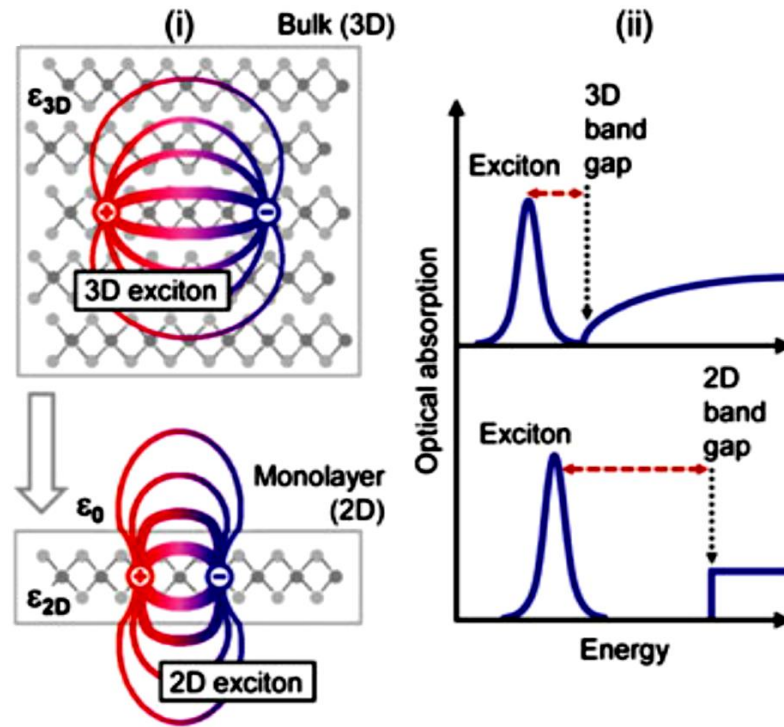 (i)
Bulk (3D)
ε3D
+
−
3D exciton
Monolayer
(2D)
ε0
ε2D
+
−
2D exciton
(ii)
Optical absorption
3D
band
gap
Exciton
2D
band
gap
Exciton
Energy